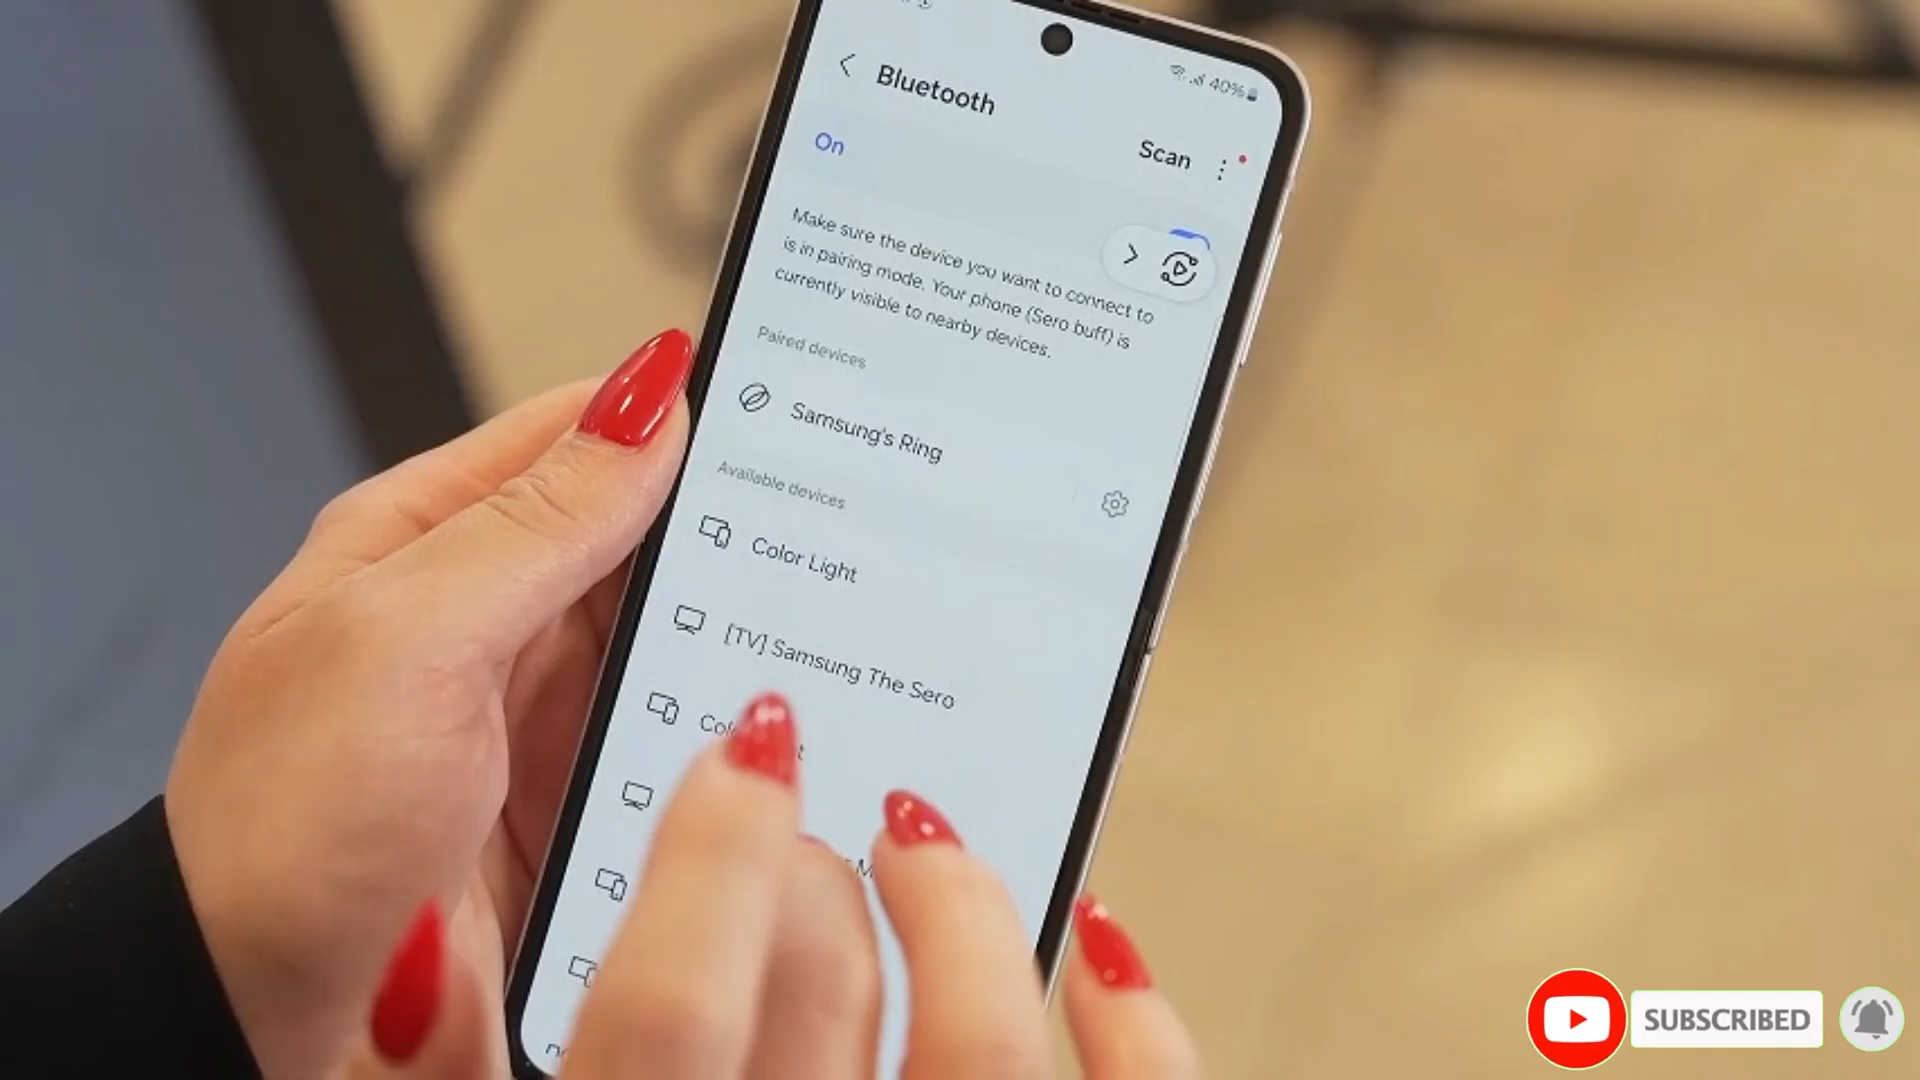 40%
Bluetooth
Scan
On
Make sure the device you want to connect to
is in pairing mode. Your phone (Sero buff) is
currently visible to nearby devices.
Paired devices
Samsung's Ring
Available devices
Color Light
[TV] Samsung The Sero
SUBSCRIBED